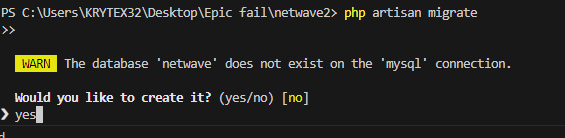 PS C:\Users\KRYTEX32\Desktop\Epic fail\netwave2> php artisan migrate
>>
WARN The database 'netwave' does not exist on the 'mysql' connection.
Would you like to create it? (yes/no) [no]
❯ yes